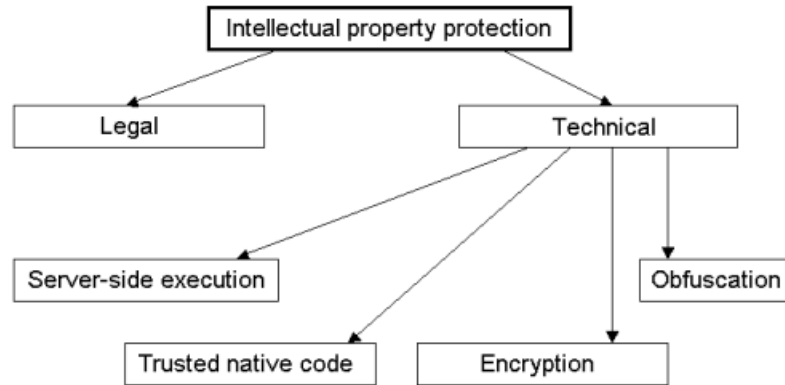 Intellectual property protection
Legal
Technical
Server-side execution
Obfuscation
Trusted native code
Encryption